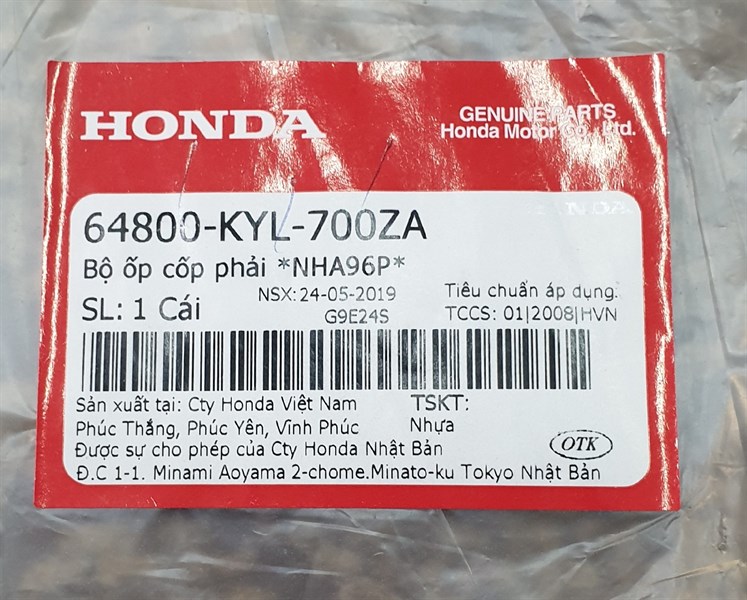 HONDA
GENUINE PARTS
Honda Motor Co., Ltd.
64800-KYL-700ZA
Bộ ốp cốp phải *NHA96P*
SL: 1 Cái
NSX: 24-05-2019
G9E24S
Tiêu chuẩn áp dụng:
TCCS: 01|2008|HVN
Sản xuất tại: Cty Honda Việt Nam
Phúc Thắng, Phúc Yên, Vĩnh Phúc
Được sự cho phép của Cty Honda Nhật Bản
Đ.C 1-1. Minami Aoyama 2-chome.Minato-ku Tokyo Nhật Bản
TSKT:
Nhựa
OTK